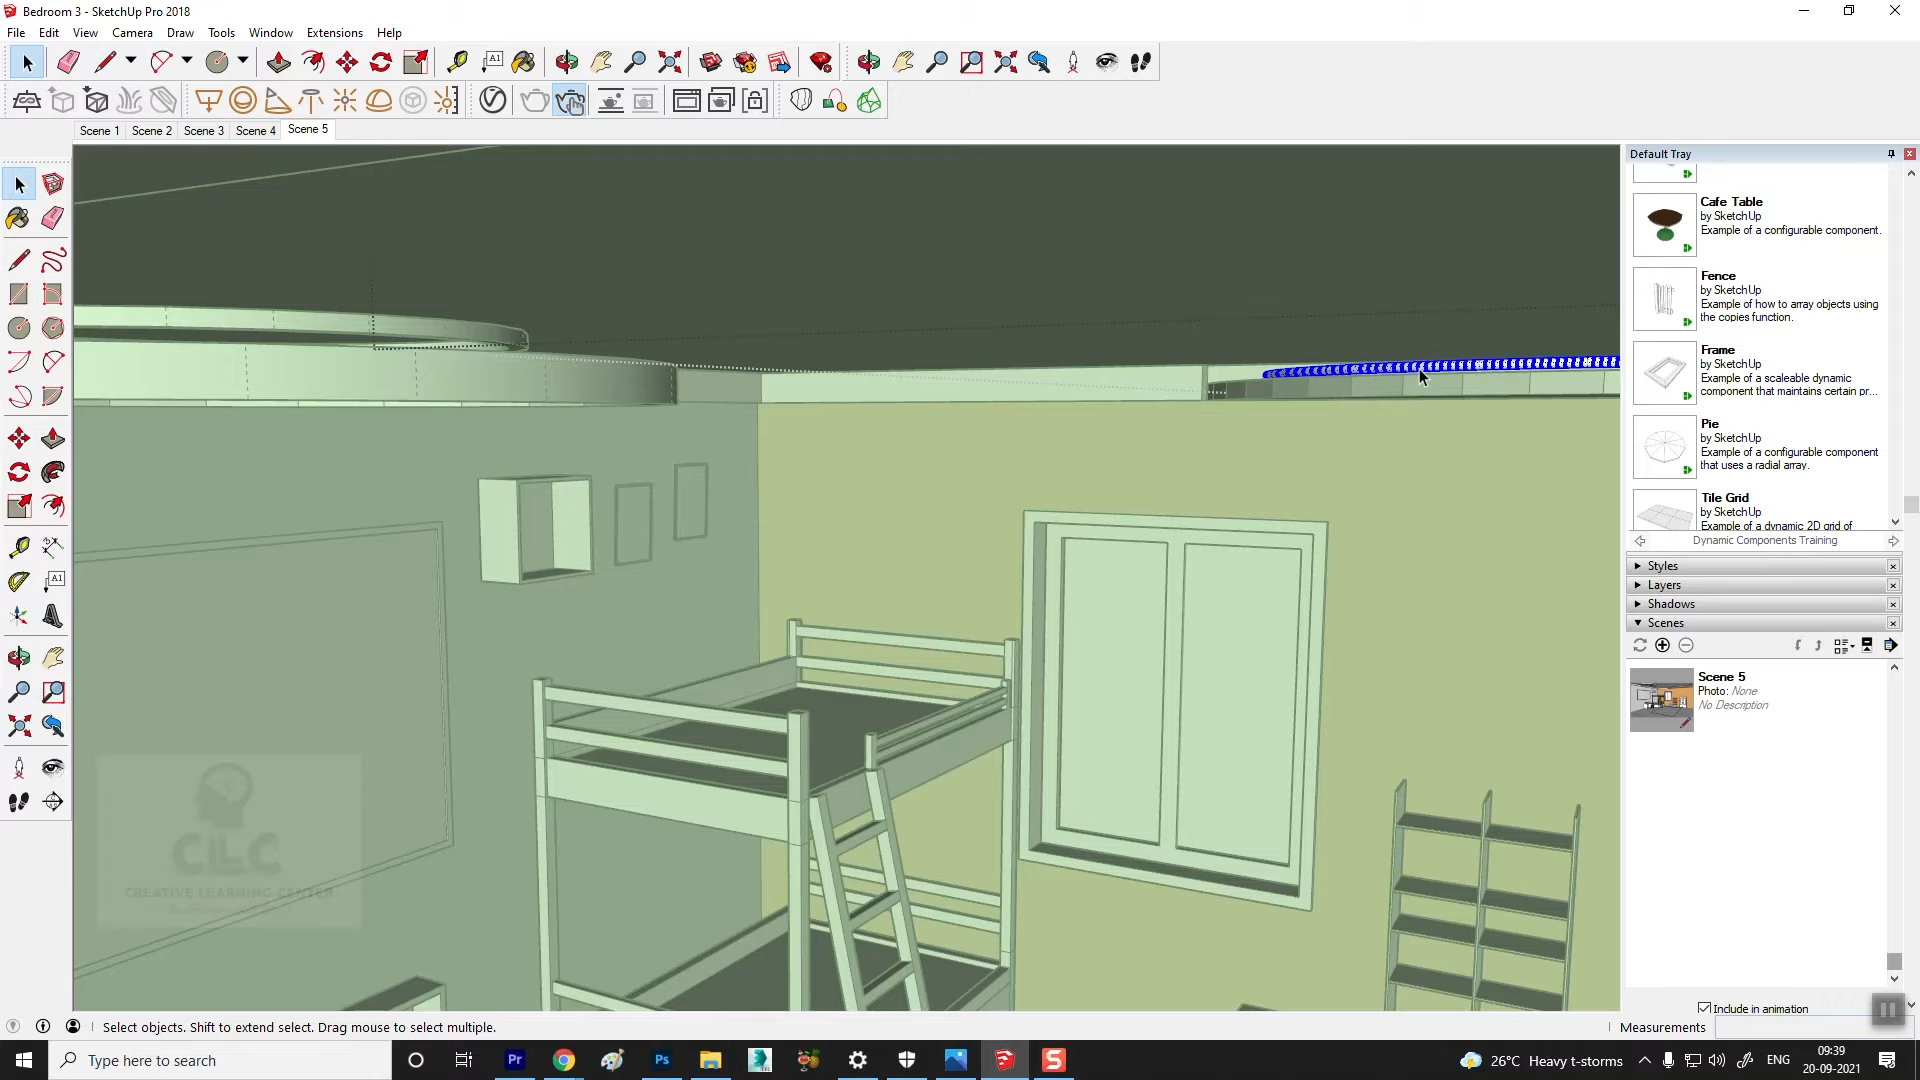 Bedroom 3 - SketchUp Pro 2018
File Edit View Camera Draw Tools Window Extensions Help
Scene 1 Scene 2 Scene 3 Scene 4 Scene 5
Default Tray
Cafe Table
by SketchUp
Example of a configurable component.
Fence
by SketchUp
Example of how to array objects using
the copies function.
Frame
by SketchUp
Example of a scaleable dynamic
component that maintains certain pr...
Pie
by SketchUp
Example of a configurable component
that uses a radial array.
Tile Grid
by SketchUp
Example of a dynamic 2D grid of
Dynamic Components Training
Styles
Layers
Shadows
Scenes
Scene 5
Photo: None
No Description
Include in animation
CLC
CREATIVE LEARNING CENTER
Select objects. Shift to extend select. Drag mouse to select multiple.
Measurements
Type here to search
26°C Heavy t-storms
ENG
09:39
20-09-2021